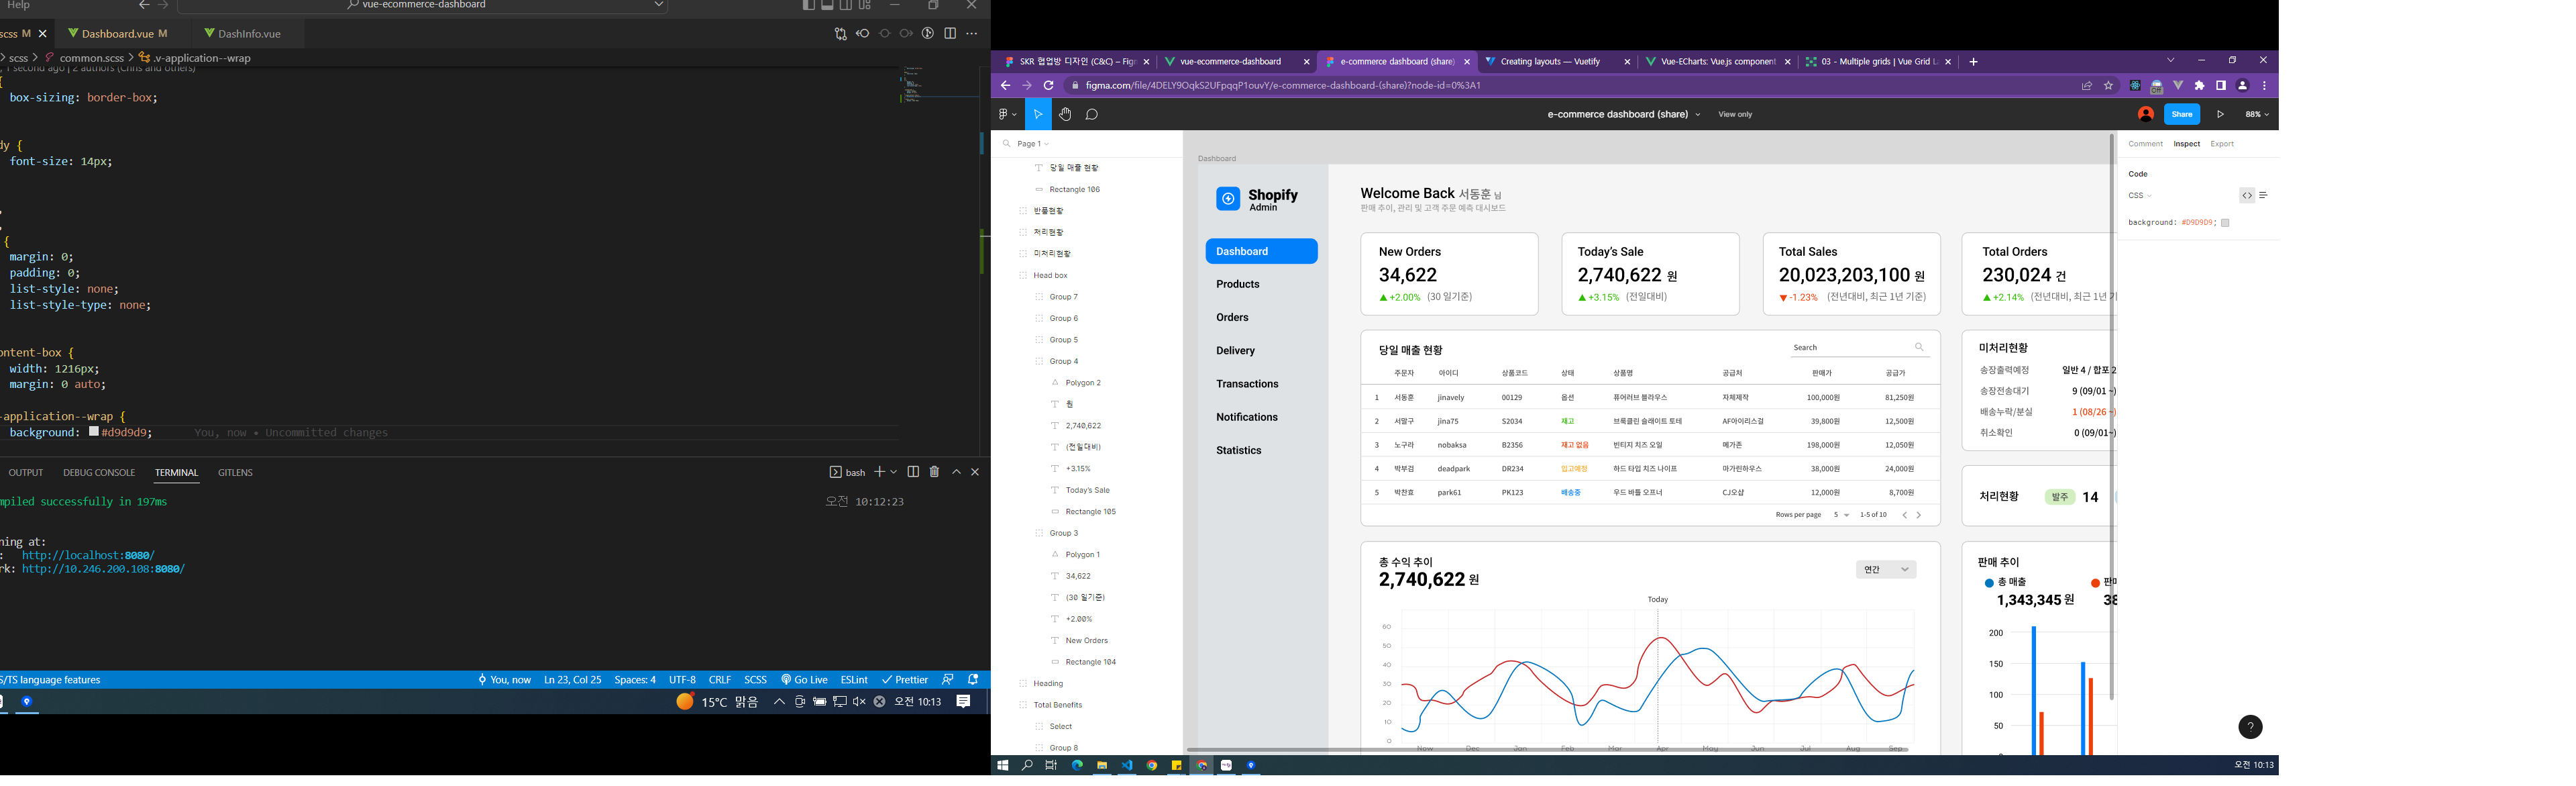 Help
vue-ecommerce-dashboard
scss M
Dashboard.vue M
DashInfo.vue
> scss > common.scss > .v-application--wrap
1 second ago | 2 authors (Chris and others)
{
box-sizing: border-box;
dy {
font-size: 14px;
{
margin: 0;
padding: 0;
list-style: none;
list-style-type: none;
ontent-box {
width: 1216px;
margin: 0 auto;
-application--wrap {
background: #d9d9d9; You, now • Uncommitted changes
OUTPUT DEBUG CONSOLE TERMINAL GITLENS
bash
mpiled successfully in 197ms
오전 10:12:23
ning at:
: http://localhost:8080/
rk: http://10.246.200.108:8080/
S/TS language features
You, now Ln 23, Col 25 Spaces: 4 UTF-8 CRLF SCSS Go Live ESLint Prettier
15°C 맑음
오전 10:13
SKR 협업방 디자인 (C&C) – Fig
vue-ecommerce-dashboard
e-commerce dashboard (share)
Creating layouts — Vuetify
Vue-ECharts: Vue.js component
03 - Multiple grids | Vue Grid La
figma.com/file/4DELY9OqkS2UFpqqP1ouvY/e-commerce-dashboard-(share)?node-id=0%3A1
e-commerce dashboard (share)
View only
Share
88%
Page 1
당일 매출 현황
Rectangle 106
반품현황
저리현황
미처리현황
Head box
Group 7
Group 6
Group 5
Group 4
Polygon 2
원
2,740,622
(전일대비)
+3.15%
Today's Sale
Rectangle 105
Group 3
Polygon 1
34,622
(30 일기준)
+2.00%
New Orders
Rectangle 104
Heading
Total Benefits
Select
Group 8
Dashboard
Shopify
Admin
Dashboard
Products
Orders
Delivery
Transactions
Notifications
Statistics
Welcome Back 서동훈 님
판매 추이, 관리 및 고객 주문 예측 대시보드
New Orders
34,622
+2.00% (30 일기준)
Today's Sale
2,740,622 원
+3.15% (전일대비)
Total Sales
20,023,203,100 원
-1.23% (전년대비, 최근 1년 기준)
Total Orders
230,024 건
+2.14% (전년대비, 최근 1년 기
당일 매출 현황
Search
주문자 아이디 상품코드 상태 상품명 공급처 판매가 공급가
1 서동훈 jinavely 00129 옵션 퓨어러브 블라우스 자체제작 100,000원 81,250원
2 서말구 jina75 S2034 재고 브룩클린 슬레이트 토테 AF아이리스걸 39,800원 12,500원
3 노구라 nobaksa B2356 재고 없음 빈티지 치즈 오일 메가존 198,000원 12,050원
4 박부검 deadpark DR234 입고예정 하드 타입 치즈 나이프 아가린하우스 38,000원 24,000원
5 박찬효 park61 PK123 배송중 우드 바틀 오프너 CJ오샵 12,000원 8,700원
Rows per page 5 1-5 of 10
미처리현황
송장출력예정 일반 4 / 합포 2
송장전송대기 9 (09/01 ~)
배송누락/분실 1 (08/26 ~)
취소확인 0 (09/01~)
처리현황 발주 14
총 수익 추이
2,740,622 원
연간
Today
60
50
40
30
20
10
0
Now Dec Jan Feb Mar Apr May Jun Jul Aug Sep
판매 추이
총 매출
1,343,345 원
판매
38
200
150
100
50
Comment Inspect Export
Code
CSS
background: #D9D9D9;
?
오전 10:13